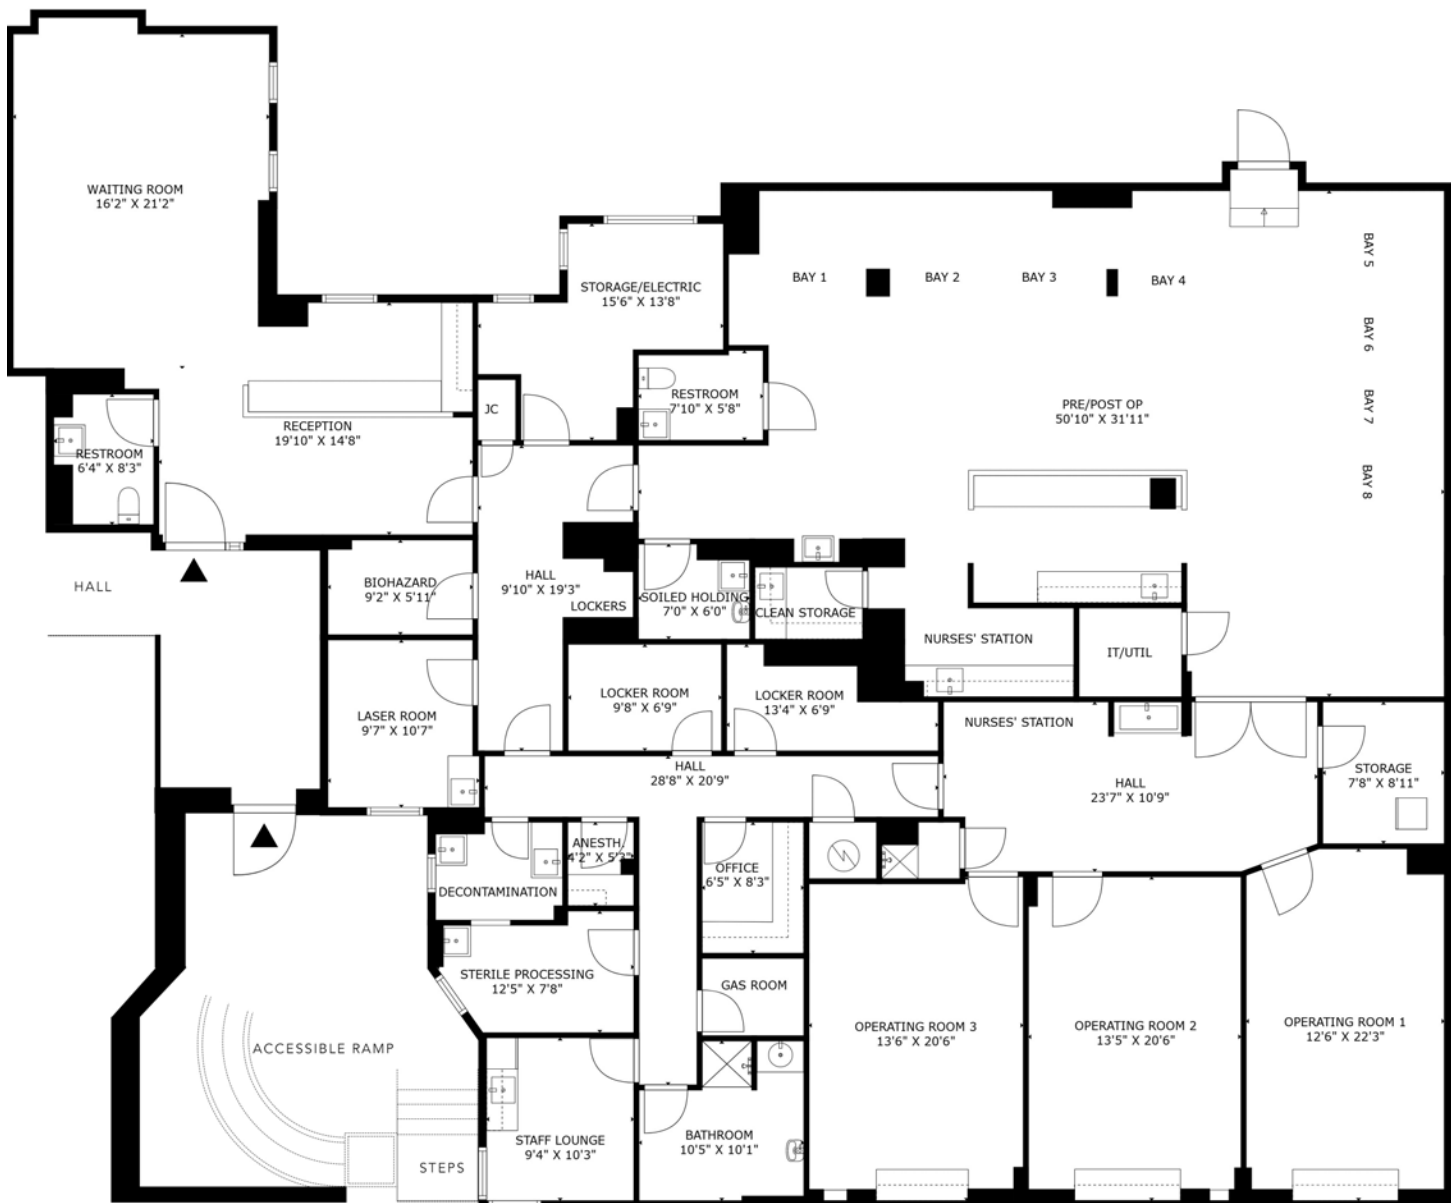 WAITING ROOM
16'2" X 21'2"
STORAGE/ELECTRIC
15'6" X 13'8"
BAY 1
BAY 2
BAY 3
BAY 4
BAY 5
BAY 6
BAY 7
BAY 8
JC
RESTROOM
7'10" X 5'8"
PRE/POST OP
50'10" X 31'11"
RECEPTION
19'10" X 14'8"
RESTROOM
6'4" X 8'3"
HALL
BIOHAZARD
9'2" X 5'11"
HALL
9'10" X 19'3"
LOCKERS
SOILED HOLDING
7'0" X 6'0"
CLEAN STORAGE
NURSES' STATION
IT/UTIL
LASER ROOM
9'7" X 10'7"
LOCKER ROOM
9'8" X 6'9"
LOCKER ROOM
13'4" X 6'9"
NURSES' STATION
HALL
28'8" X 20'9"
HALL
23'7" X 10'9"
STORAGE
7'8" X 8'11"
ANESTH.
4'2" X 5'3"
OFFICE
6'5" X 8'3"
DECONTAMINATION
STERILE PROCESSING
12'5" X 7'8"
GAS ROOM
OPERATING ROOM 3
13'6" X 20'6"
OPERATING ROOM 2
13'5" X 20'6"
OPERATING ROOM 1
12'6" X 22'3"
ACCESSIBLE RAMP
STAFF LOUNGE
9'4" X 10'3"
BATHROOM
10'5" X 10'1"
STEPS